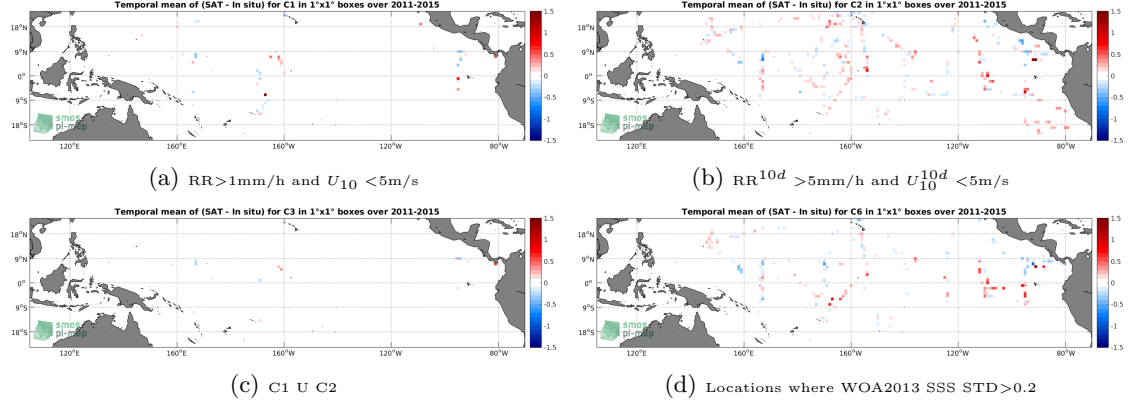 Temporal mean of (SAT - In situ) for C1 in 1°x1° boxes over 2011-2015
18°N
9°N
0°N
9°S
18°S
120°E
160°E
160°W
120°W
80°W
1.5
1
0.5
0
-0.5
-1
-1.5
smos
pi-mep
(a) RR>1mm/h and U10 <5m/s
Temporal mean of (SAT - In situ) for C2 in 1°x1° boxes over 2011-2015
18°N
9°N
0°N
9°S
18°S
120°E
160°E
160°W
120°W
80°W
1.5
1
0.5
0
-0.5
-1
-1.5
smos
pi-mep
(b) RR10d >5mm/h and U10 10d <5m/s
Temporal mean of (SAT - In situ) for C3 in 1°x1° boxes over 2011-2015
18°N
9°N
0°N
9°S
18°S
120°E
160°E
160°W
120°W
80°W
1.5
1
0.5
0
-0.5
-1
-1.5
smos
pi-mep
(c) C1 U C2
Temporal mean of (SAT - In situ) for C6 in 1°x1° boxes over 2011-2015
18°N
9°N
0°N
9°S
18°S
120°E
160°E
160°W
120°W
80°W
1.5
1
0.5
0
-0.5
-1
-1.5
smos
pi-mep
(d) Locations where WOA2013 SSS STD>0.2